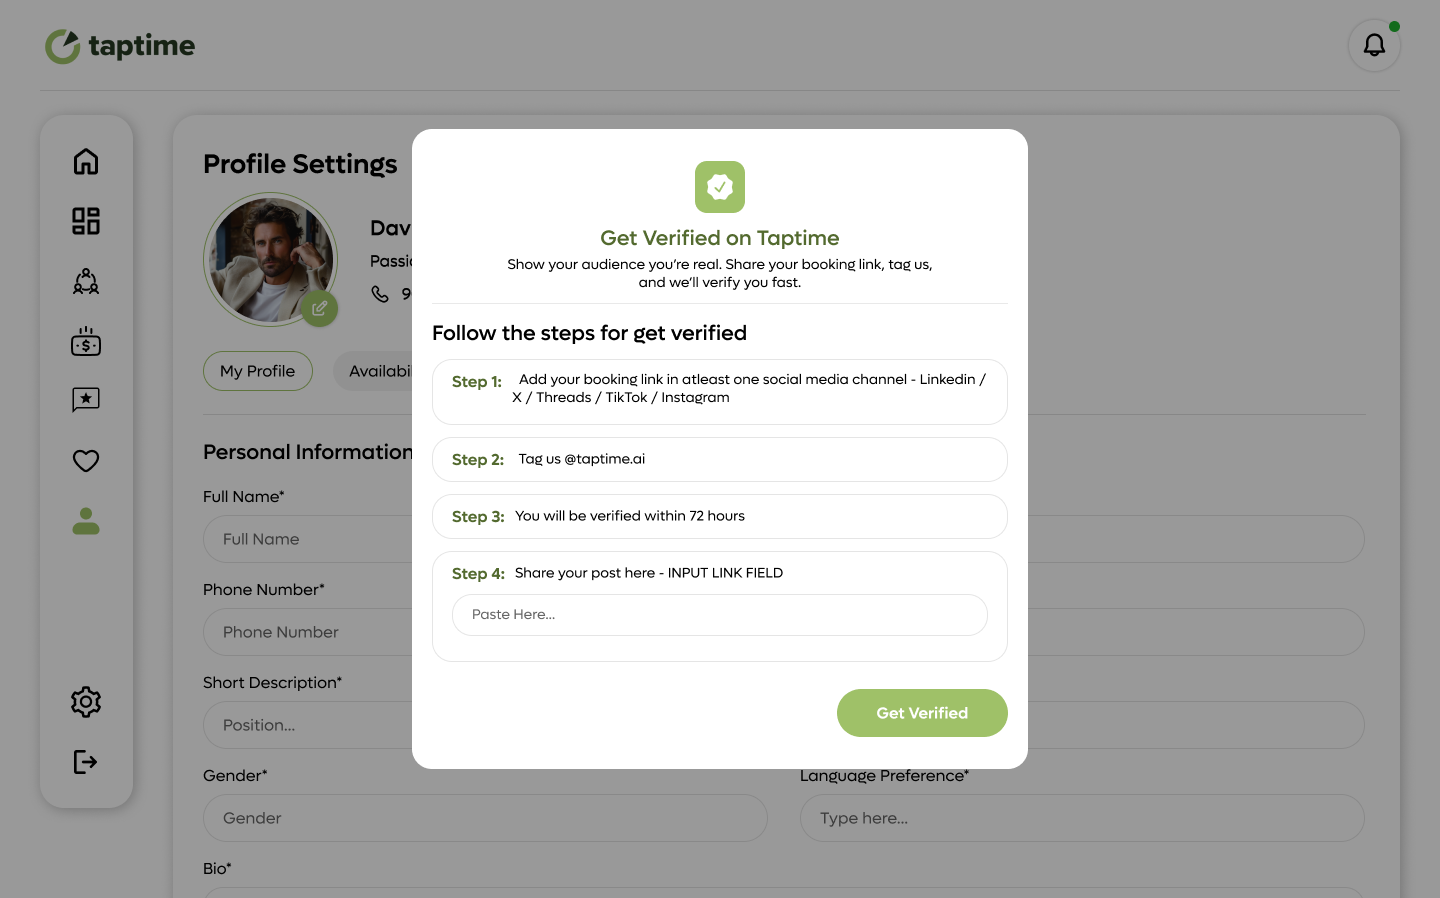 taptime
Profile Settings
Dav
Passio
My Profile
Availabi
Personal Information
Full Name*
Full Name
Phone Number*
Phone Number
Short Description*
Position...
Gender*
Language Preference*
Gender
Type here...
Bio*
Get Verified on Taptime
Show your audience you’re real. Share your booking link, tag us,
and we’ll verify you fast.
Follow the steps for get verified
Step 1: Add your booking link in atleast one social media channel - Linkedin /
X / Threads / TikTok / Instagram
Step 2: Tag us @taptime.ai
Step 3: You will be verified within 72 hours
Step 4: Share your post here - INPUT LINK FIELD
Paste Here...
Get Verified